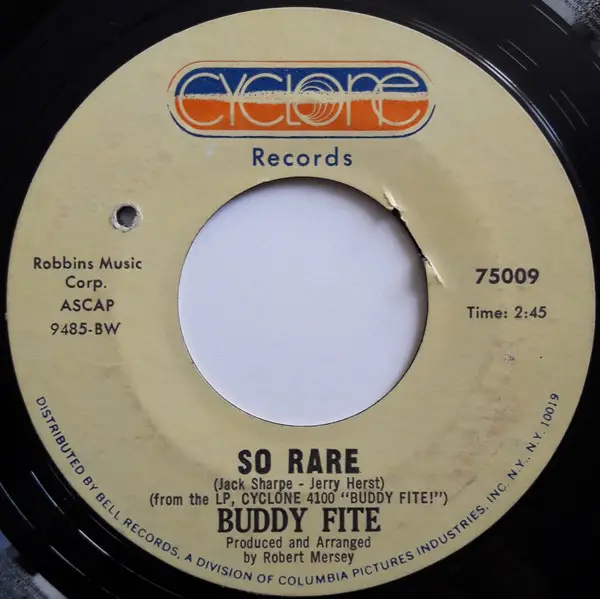 CYCLONE
Records
Robbins Music
Corp.
ASCAP
9485-BW
75009
Time: 2:45
SO RARE
(Jack Sharpe - Jerry Herst)
(from the LP, CYCLONE 4100 "BUDDY FITE!")
BUDDY FITE
Produced and Arranged
by Robert Mersey
DISTRIBUTED BY BELL RECORDS, A DIVISION OF COLUMBIA PICTURES INDUSTRIES, INC. N.Y., N.Y. 10019